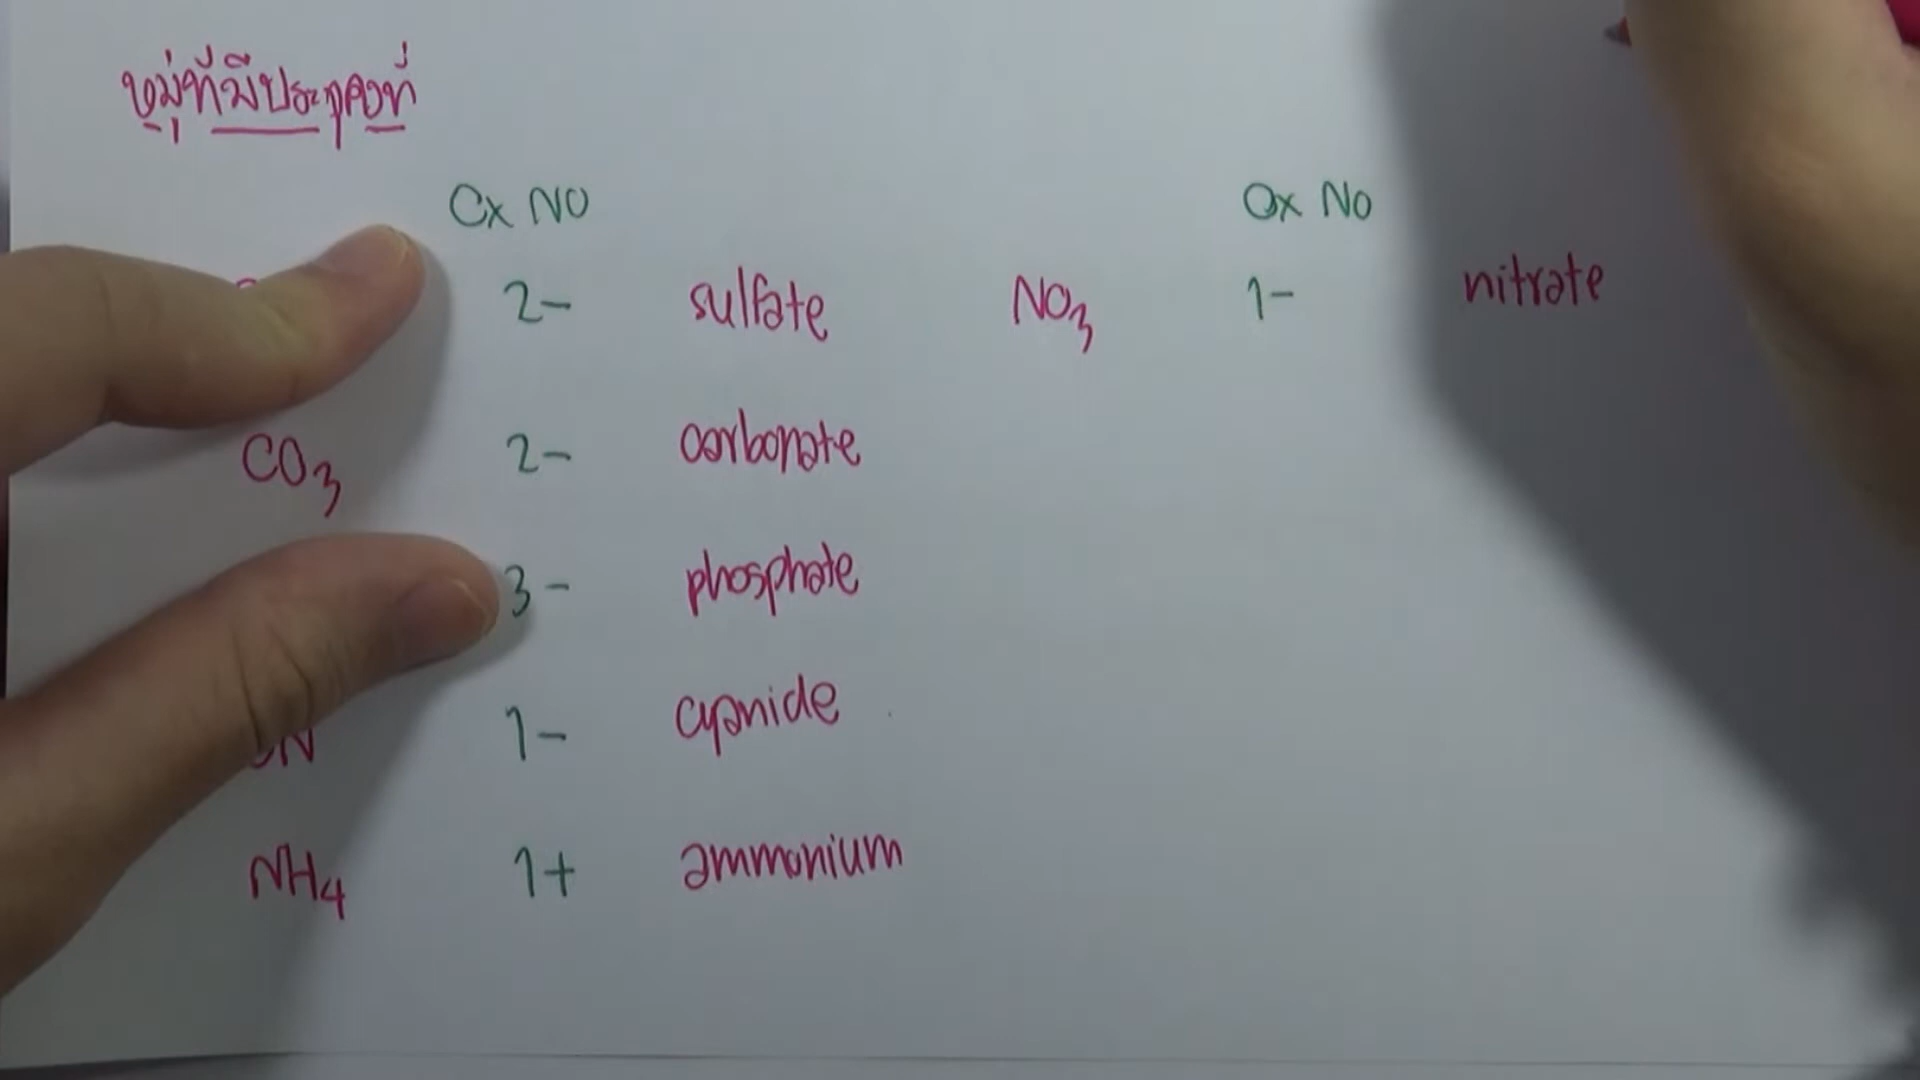 หมู่ที่มีประจุคงที่
Ox NO Ox No
2- sulfate NO3 1- nitrate
CO3 2- carbonate
3- phosphate
CN 1- cyanide
NH4 1+ ammonium